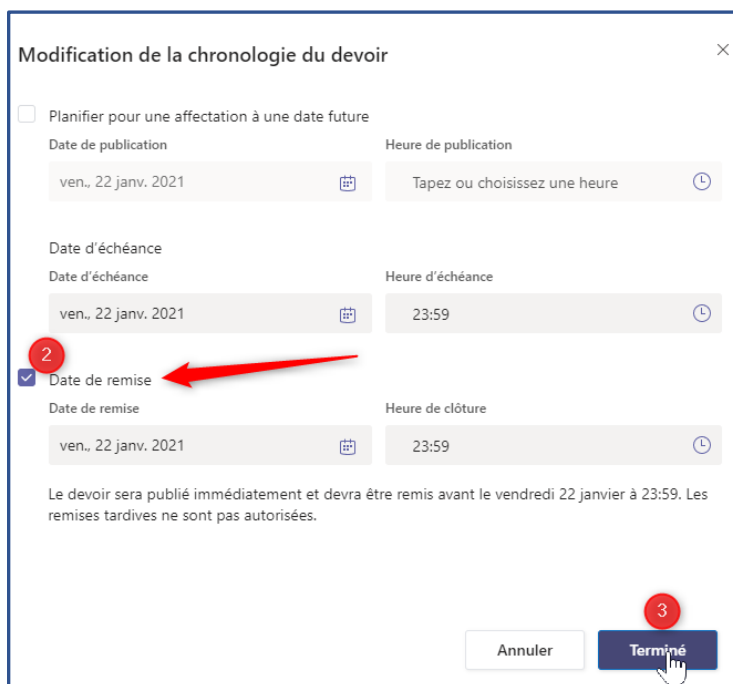 Modification de la chronologie du devoir
Planifier pour une affectation à une date future
Date de publication Heure de publication
ven., 22 janv. 2021 Tapez ou choisissez une heure
Date d'échéance
Date d'échéance Heure d'échéance
ven., 22 janv. 2021 23:59
2
Date de remise
Date de remise Heure de clôture
ven., 22 janv. 2021 23:59
Le devoir sera publié immédiatement et devra être remis avant le vendredi 22 janvier à 23:59. Les
remises tardives ne sont pas autorisées.
3
Annuler Terminé